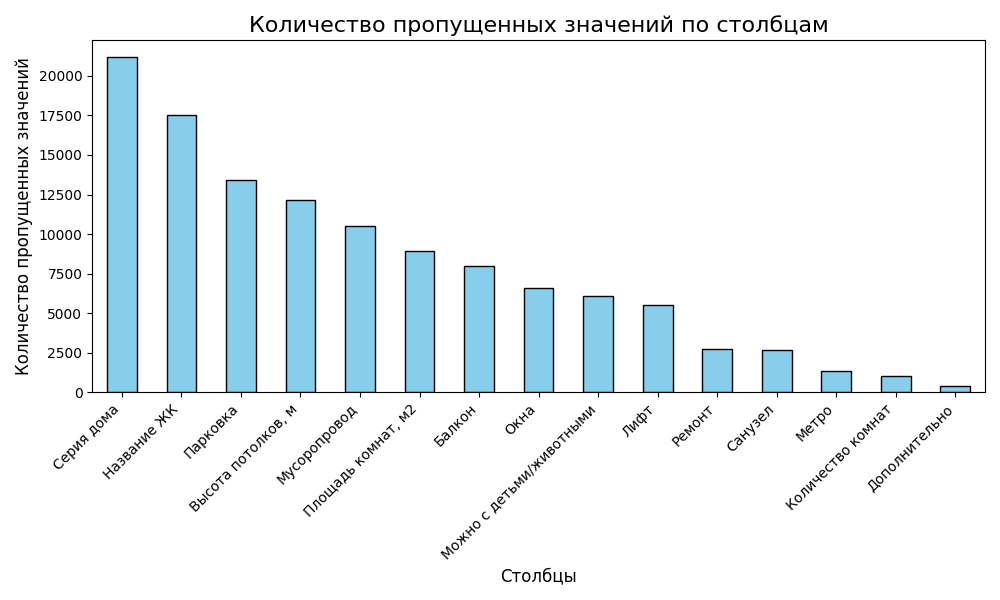 Количество пропущенных значений по столбцам
Количество пропущенных значений
20000
17500
15000
12500
10000
7500
5000
2500
0
Серия дома
Название ЖК
Парковка
Высота потолков, м
Мусоропровод
Площадь комнат, м2
Балкон
Окна
Можно с детьми/животными
Лифт
Ремонт
Санузел
Метро
Количество комнат
Дополнительно
Столбцы